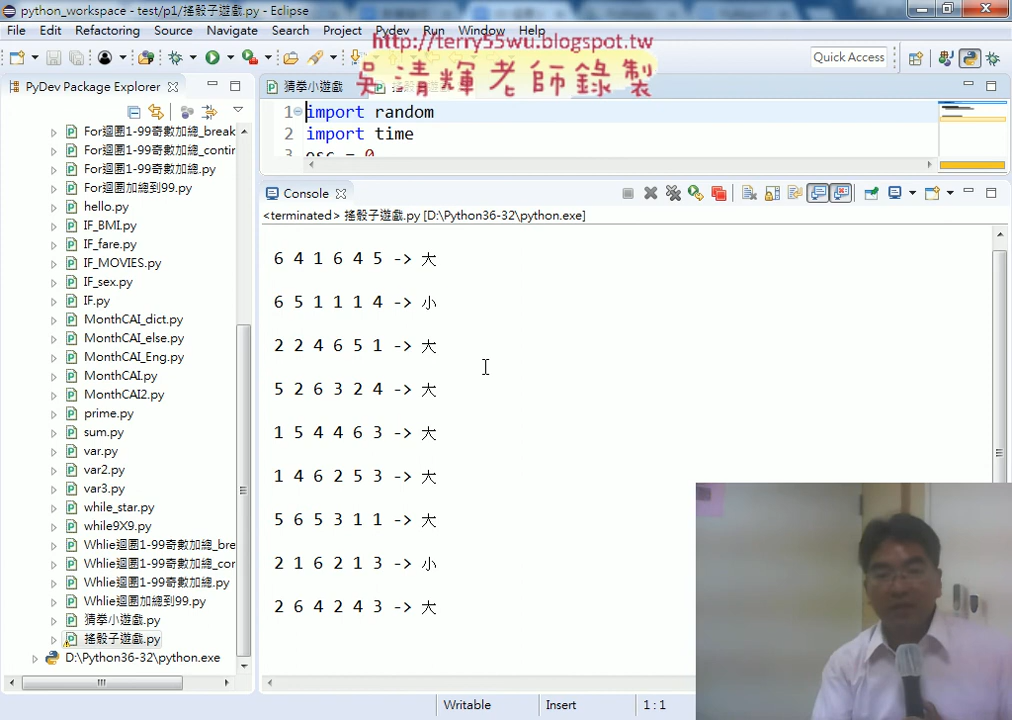 python_workspace - test/p1/搖骰子遊戲.py - Eclipse
File Edit Refactoring Source Navigate Search Project Pydev Run Window Help
http://terry55wu.blogspot.tw
吳清輝老師錄製
Quick Access
PyDev Package Explorer
猜拳小遊戲
1 import random
2 import time
3 osc = 0
For迴圈1-99奇數加總_break
For迴圈1-99奇數加總_contir
For迴圈1-99奇數加總.py
For迴圈加總到99.py
hello.py
IF_BMI.py
IF_fare.py
IF_MOVIES.py
IF_sex.py
IF.py
MonthCAI_dict.py
MonthCAI_else.py
MonthCAI_Eng.py
MonthCAI.py
MonthCAI2.py
prime.py
sum.py
var.py
var2.py
var3.py
while_star.py
while9X9.py
Whlie迴圈1-99奇數加總_bre
Whlie迴圈1-99奇數加總_cor
Whlie迴圈1-99奇數加總.py
Whlie迴圈加總到99.py
猜拳小遊戲.py
搖骰子遊戲.py
D:\Python36-32\python.exe
Console
<terminated> 搖骰子遊戲.py [D:\Python36-32\python.exe]
6 4 1 6 4 5 -> 大
6 5 1 1 1 4 -> 小
2 2 4 6 5 1 -> 大
5 2 6 3 2 4 -> 大
1 5 4 4 6 3 -> 大
1 4 6 2 5 3 -> 大
5 6 5 3 1 1 -> 大
2 1 6 2 1 3 -> 小
2 6 4 2 4 3 -> 大
Writable Insert 1 : 1